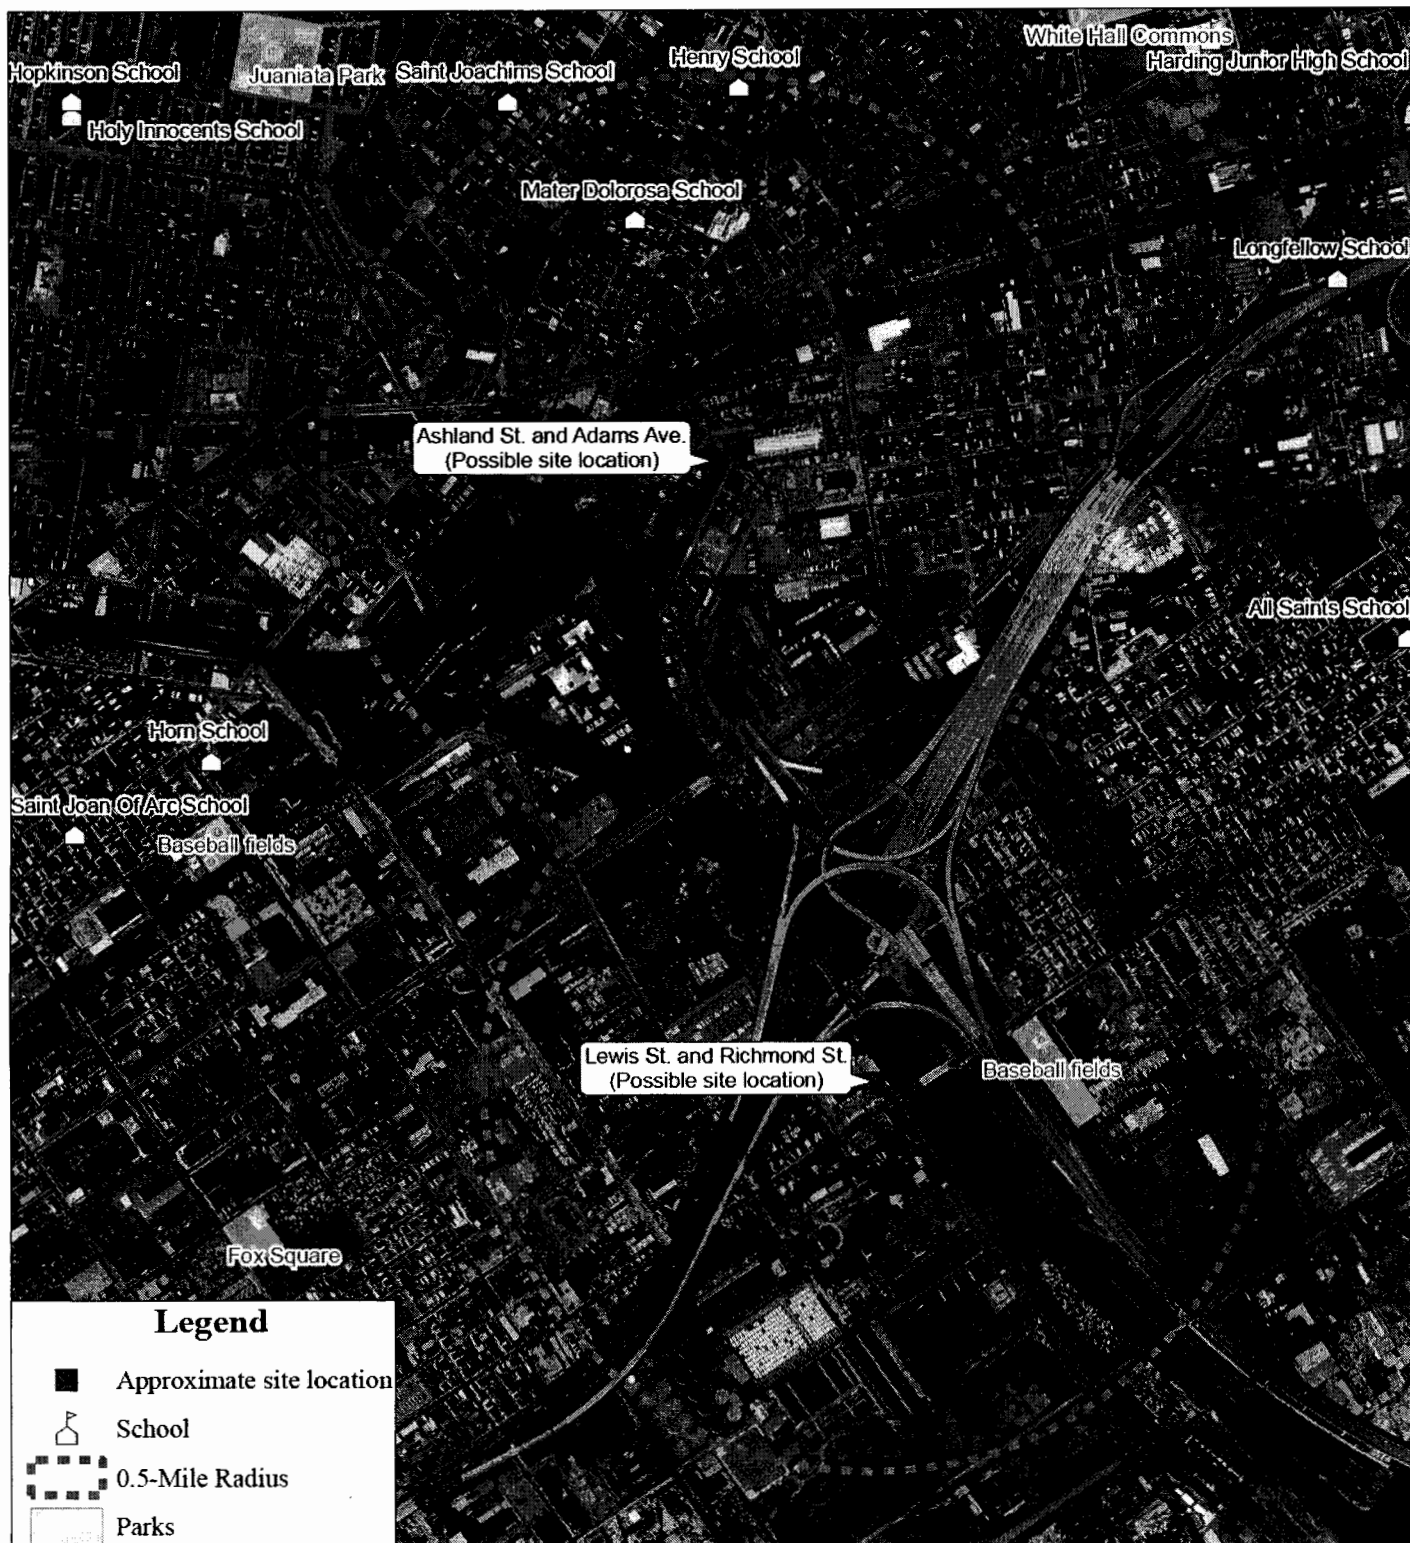 White Hall Commons
Henry School
Harding Junior High School
Hopkinson School
Juaniata Park
Saint Joachims School
Holy Innocents School
Mater Dolorosa School
Longfellow School
Ashland St. and Adams Ave.
(Possible site location)
All Saints School
Horn School
Saint Joan Of Arc School
Baseball fields
Lewis St. and Richmond St.
(Possible site location)
Baseball fields
Fox Square
Legend
Approximate site location
School
0.5-Mile Radius
Parks